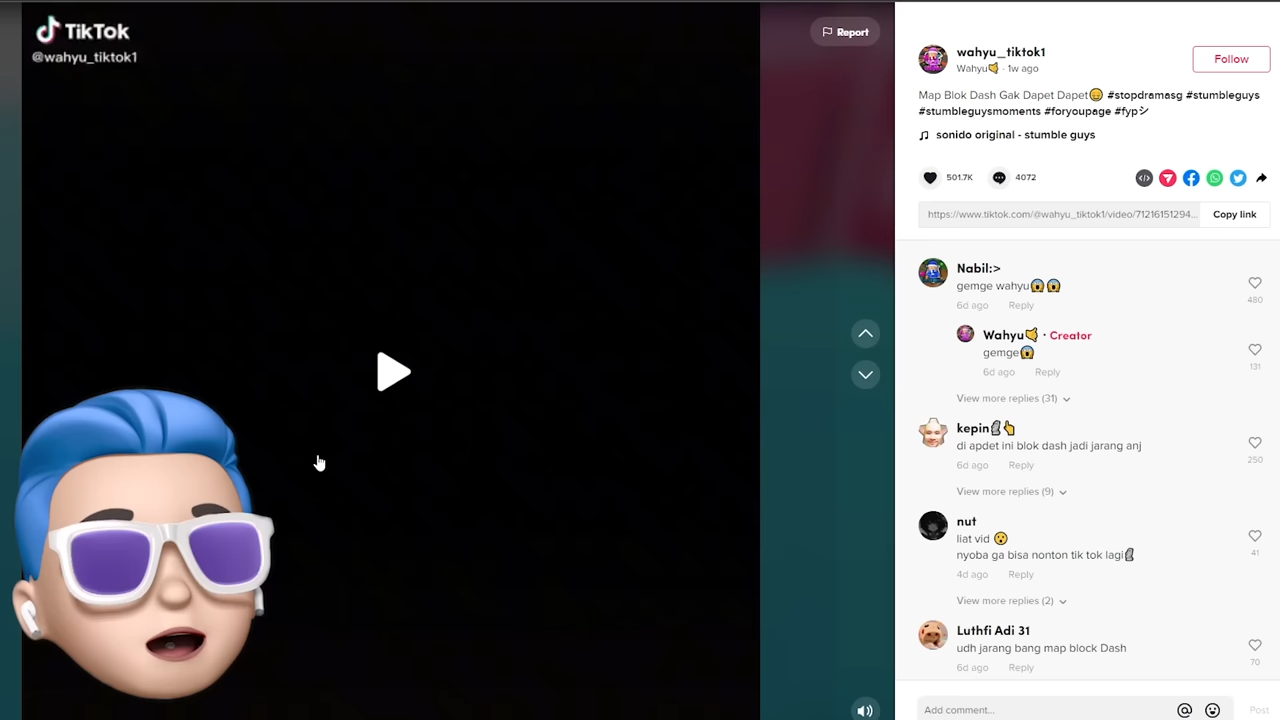 TikTok
@wahyu_tiktok1
Report
wahyu_tiktok1
Wahyu🤜 · 1w ago
Follow
Map Blok Dash Gak Dapet Dapet😔 #stopdramasg #stumbleguys
#stumbleguysmoments #foryoupage #fypシ
sonido original - stumble guys
501.7K
4072
https://www.tiktok.com/@wahyu_tiktok1/video/71216151294...
Copy link
Nabil:>
gemge wahyu😱😱
6d ago Reply
480
Wahyu🤜 · Creator
gemge😱
6d ago Reply
131
View more replies (31)
kepin🗿👆
di apdet ini blok dash jadi jarang anj
6d ago Reply
250
View more replies (9)
nut
liat vid 😮
nyoba ga bisa nonton tik tok lagi🗿
4d ago Reply
41
View more replies (2)
Luthfi Adi 31
udh jarang bang map block Dash
6d ago Reply
70
Add comment...
Post